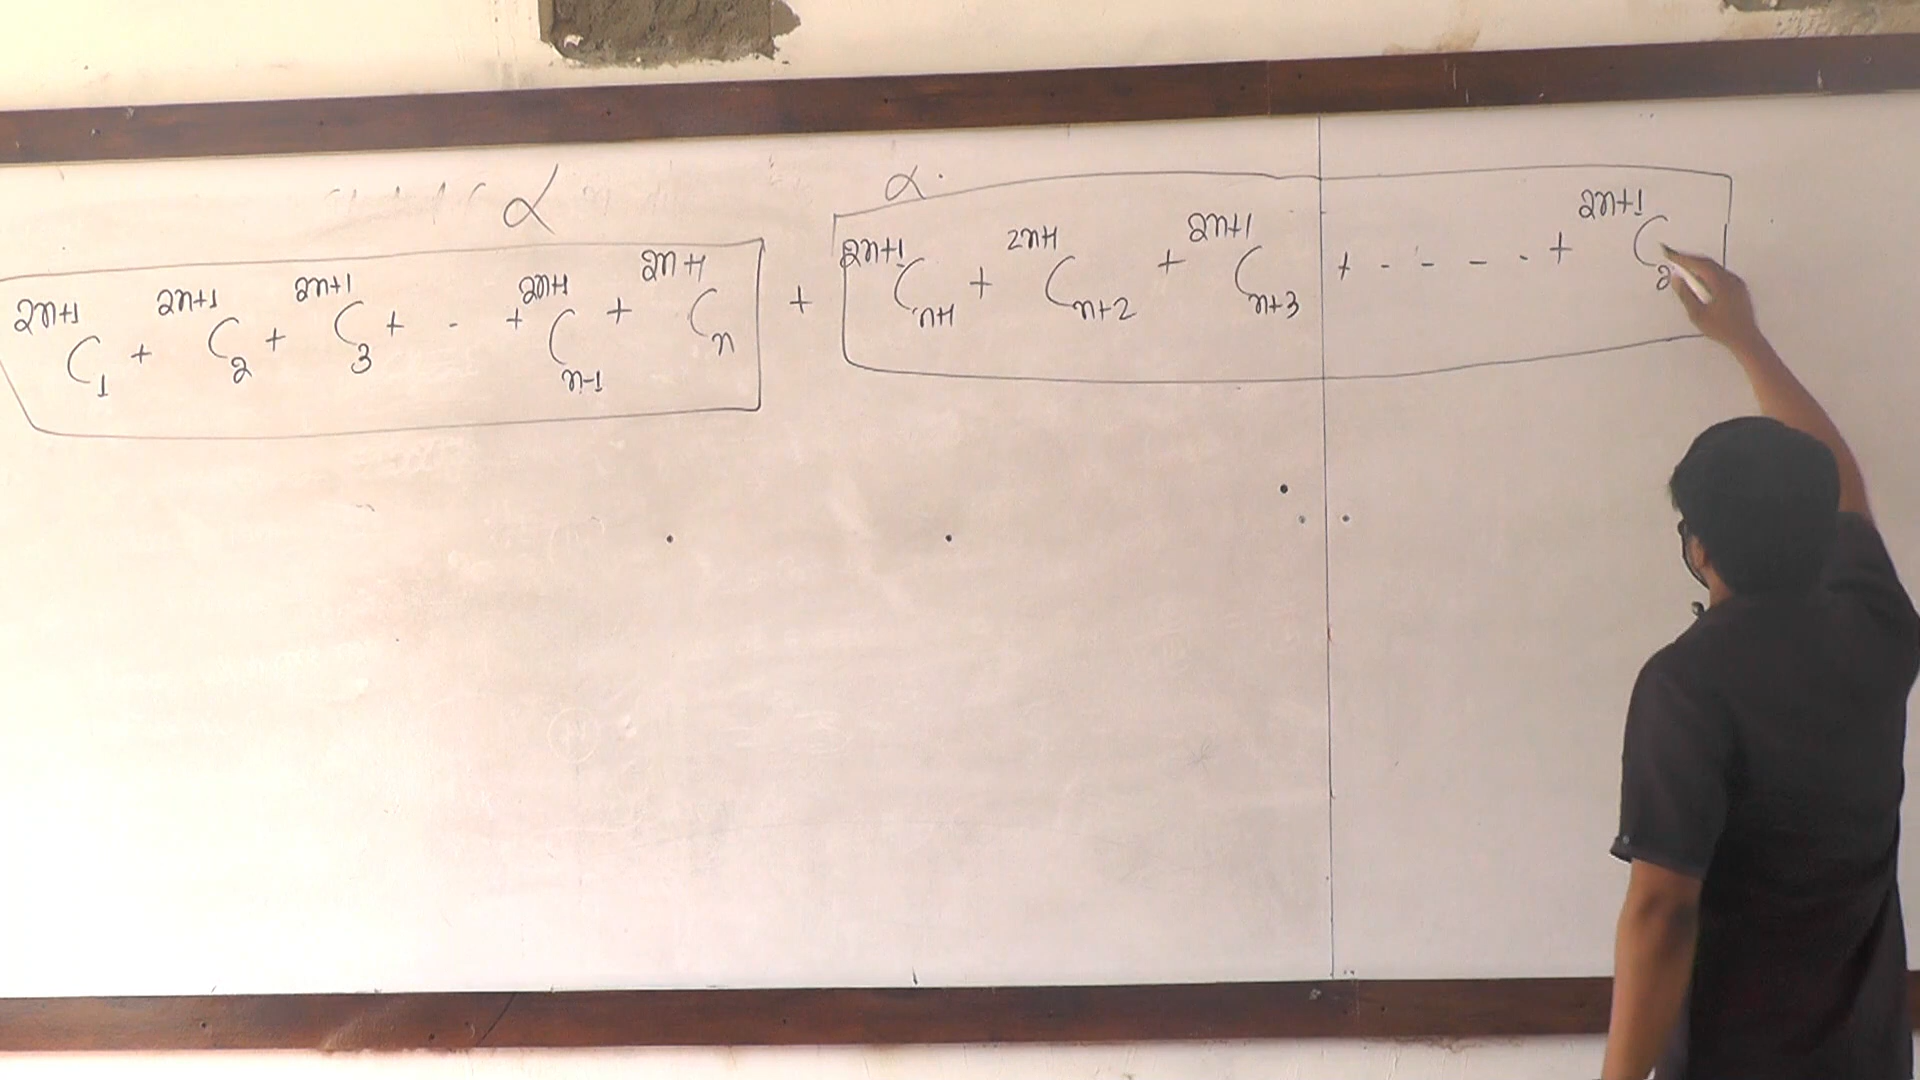 α α.
2n+1C1 + 2n+1C2 + 2n+1C3 + - - + 2n+1Cn-1 + 2n+1Cn + 2n+1Cn+1 + 2n+1Cn+2 + 2n+1Cn+3 + - - - - + 2n+1C2